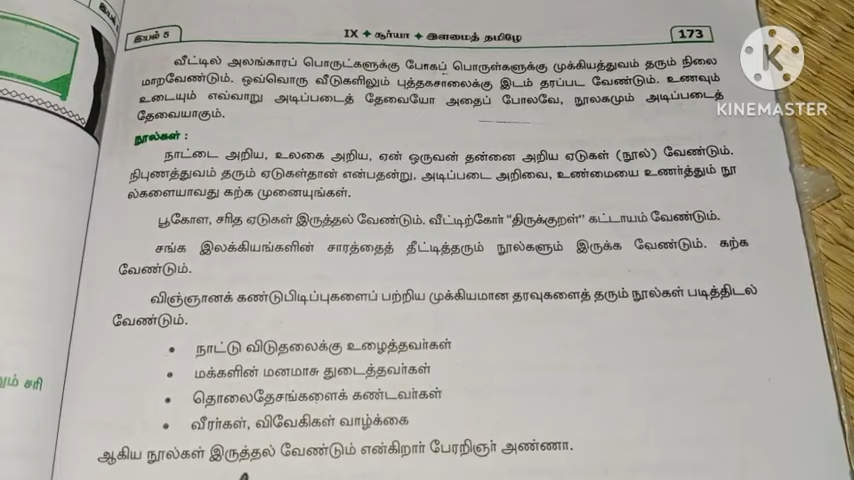 இயல் 5
IX ✦ சூர்யா ✦ இளமைத் தமிழே
173
வீட்டில் அலங்காரப் பொருட்களுக்கு போகப் பொருள்களுக்கு முக்கியத்துவம் தரும் நிலை
மாறவேண்டும். ஒவ்வொரு வீடுகளிலும் புத்தகசாலைக்கு இடம் தரப்பட வேண்டும். உணவும்
உடையும் எவ்வாறு அடிப்படைத் தேவையோ அதைப் போலவே, நூலகமும் அடிப்படைத்
தேவையாகும்.
நூல்கள் :
நாட்டை அறிய, உலகை அறிய, ஏன் ஒருவன் தன்னை அறிய ஏடுகள் (நூல்) வேண்டும்.
நிபுணத்துவம் தரும் ஏடுகள்தான் என்பதன்று, அடிப்படை அறிவை, உண்மையை உணர்த்தும் நூ
ல்களையாவது கற்க முனையுங்கள்.
பூகோள, சரித ஏடுகள் இருத்தல் வேண்டும். வீட்டிற்கோர் “திருக்குறள்” கட்டாயம் வேண்டும்.
சங்க இலக்கியங்களின் சாரத்தைத் தீட்டித்தரும் நூல்களும் இருக்க வேண்டும். கற்க
வேண்டும்.
விஞ்ஞானக் கண்டுபிடிப்புகளைப் பற்றிய முக்கியமான தரவுகளைத் தரும் நூல்கள் படித்திடல்
வேண்டும்.
• நாட்டு விடுதலைக்கு உழைத்தவர்கள்
• மக்களின் மனமாசு துடைத்தவர்கள்
• தொலைதேசங்களைக் கண்டவர்கள்
• வீரர்கள், விவேகிகள் வாழ்க்கை
ஆகிய நூல்கள் இருத்தல் வேண்டும் என்கிறார் பேரறிஞர் அண்ணா.
லும் சரி
K
KINEMASTER